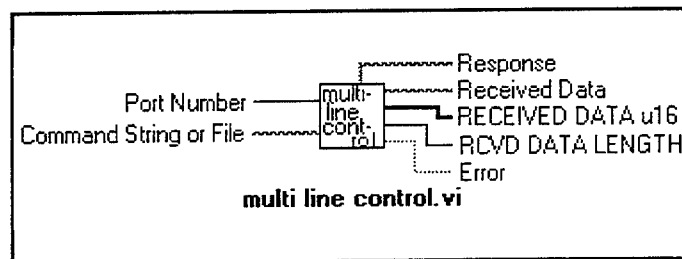 Response
Received Data
Port Number
RECEIVED DATA u16
Command String or File
RCVD DATA LENGTH
Error
multi-
line
cont-
rol
multi line control.vi